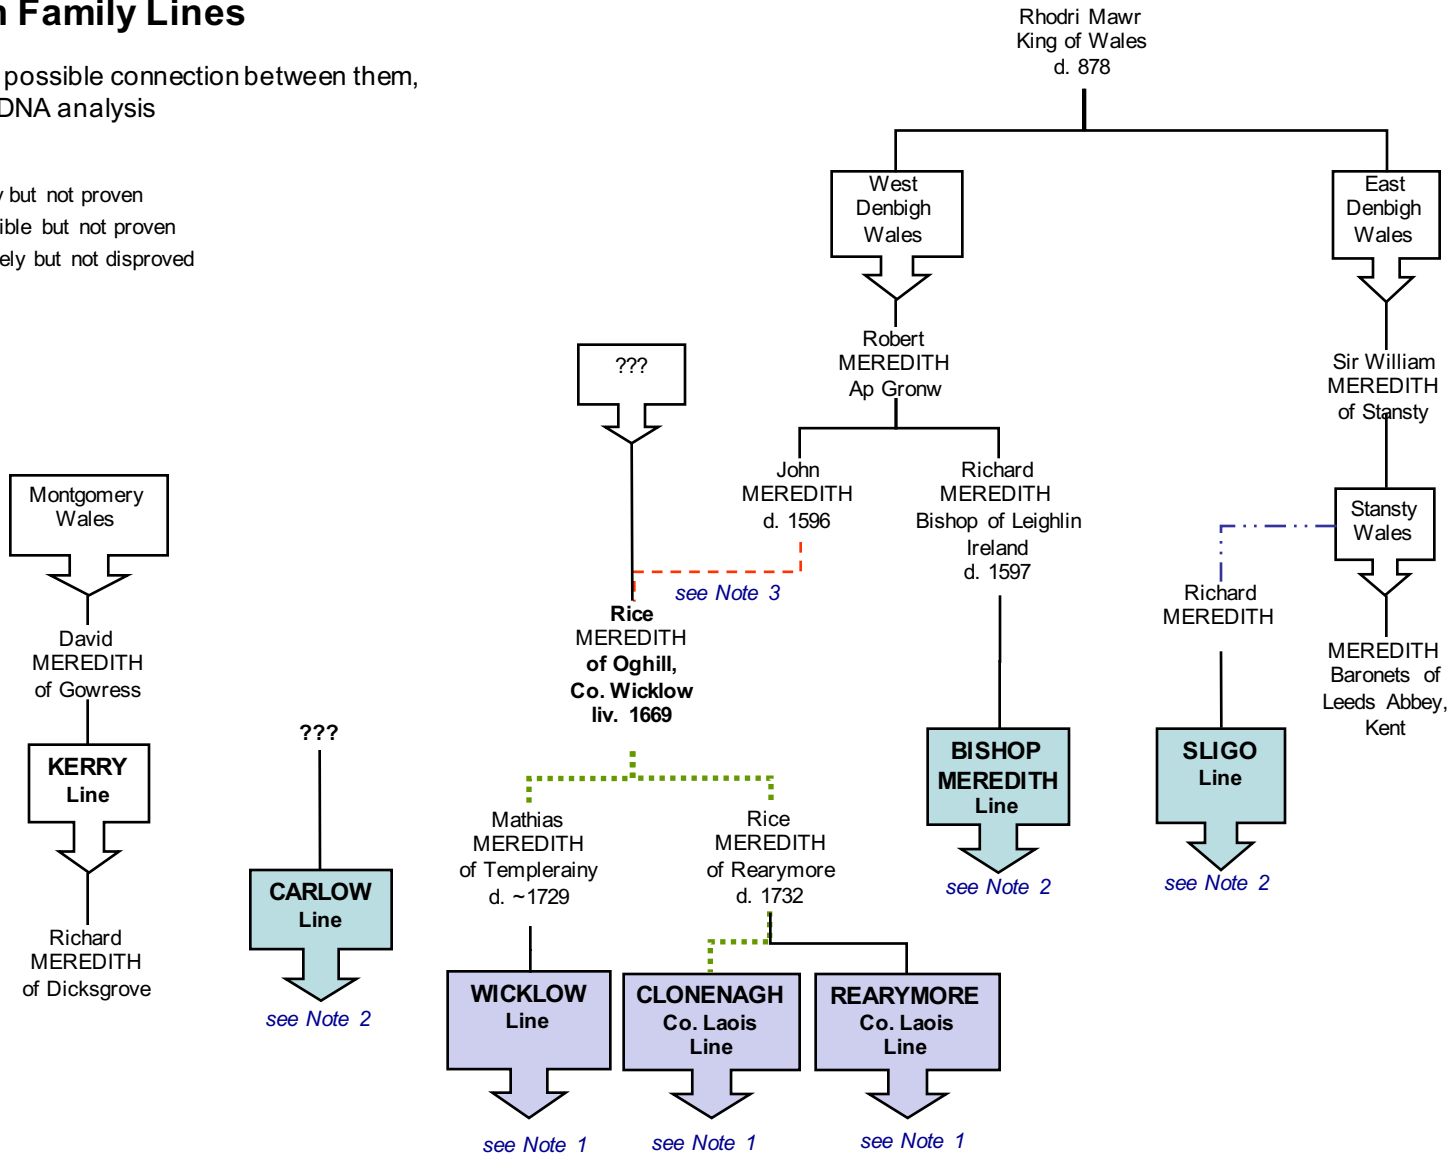 Family Lines
possible connection between them,
DNA analysis
but not proven
but not proven
but not disproved
Rhodri Mawr
King of Wales
d. 878
West
Denbigh
Wales
East
Denbigh
Wales
Robert
MEREDITH
Ap Gronw
Sir William
MEREDITH
of Stansty
???
John
MEREDITH
d. 1596
Richard
MEREDITH
Bishop of Leighlin
Ireland
d. 1597
Montgomery
Wales
Stansty
Wales
see Note 3
Richard
MEREDITH
Rice
MEREDITH
of Oghill,
Co. Wicklow
liv. 1669
David
MEREDITH
of Gowress
MEREDITH
Baronets of
Leeds Abbey,
Kent
???
KERRY
Line
BISHOP
MEREDITH
Line
SLIGO
Line
Mathias
MEREDITH
of Templerainy
d. ~1729
Rice
MEREDITH
of Rearymore
d. 1732
see Note 2
see Note 2
CARLOW
Line
Richard
MEREDITH
of Dicksgrove
see Note 2
WICKLOW
Line
CLONENAGH
Co. Laois
Line
REARYMORE
Co. Laois
Line
see Note 1
see Note 1
see Note 1